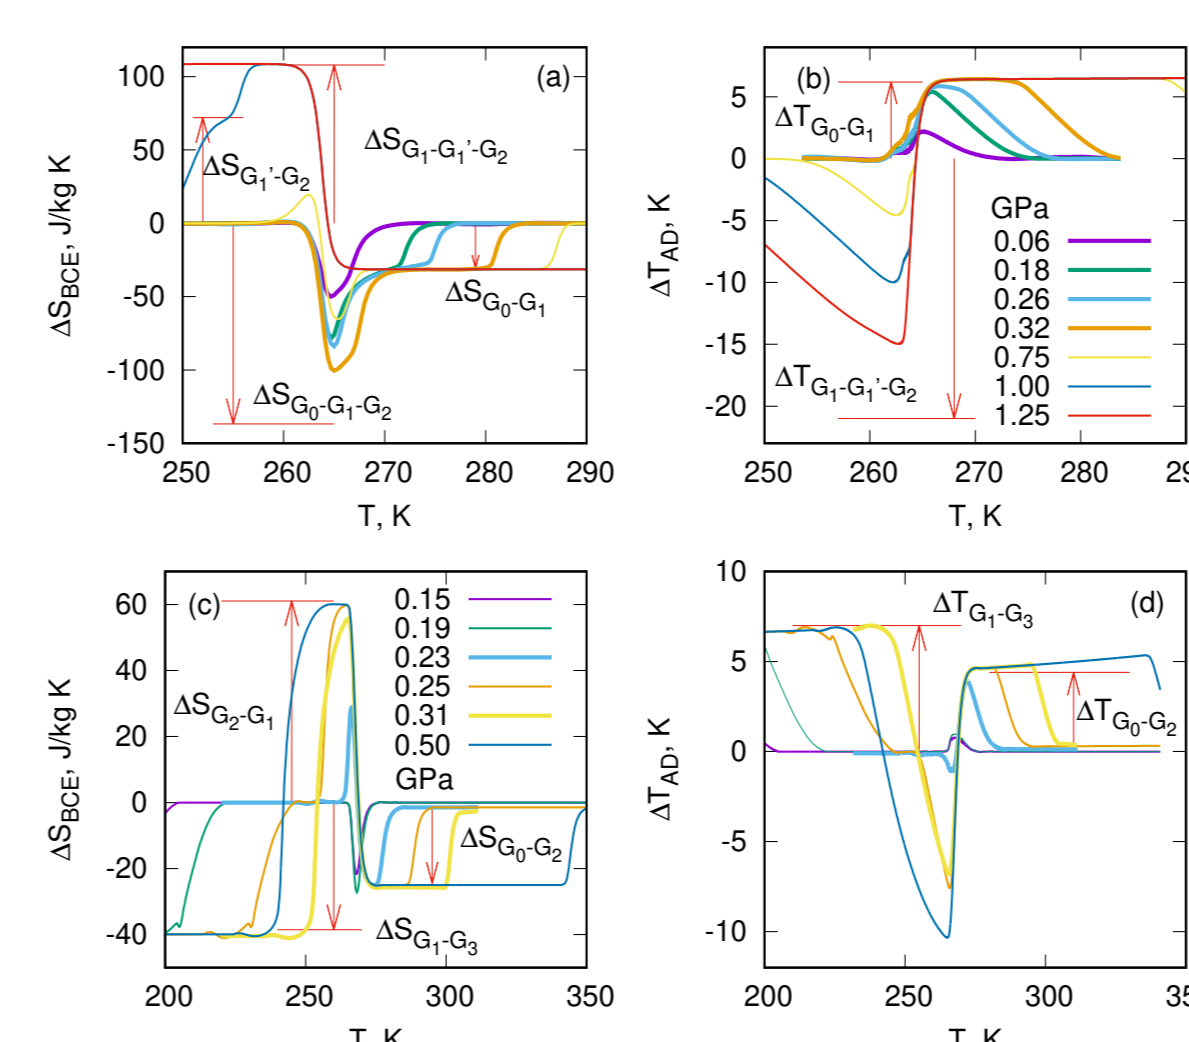 100
50
0
-50
-100
-150
250
260
270
280
290
T, K
ΔS_BCE, J/kg K
(a)
ΔS_G1-G1'-G2
ΔS_G1'-G2
ΔS_G0-G1
ΔS_G0-G1-G2
5
0
-5
-10
-15
-20
250
260
270
280
29
T, K
ΔT_AD, K
(b)
ΔT_G0-G1
ΔT_G1-G1'-G2
GPa
0.06
0.18
0.26
0.32
0.75
1.00
1.25
60
40
20
0
-20
-40
200
250
300
350
T, K
ΔS_BCE, J/kg K
(c)
0.15
0.19
0.23
0.25
0.31
0.50
GPa
ΔS_G2-G1
ΔS_G0-G2
ΔS_G1-G3
10
5
0
-5
-10
200
250
300
35
T, K
ΔT_AD, K
(d)
ΔT_G1-G3
ΔT_G0-G2